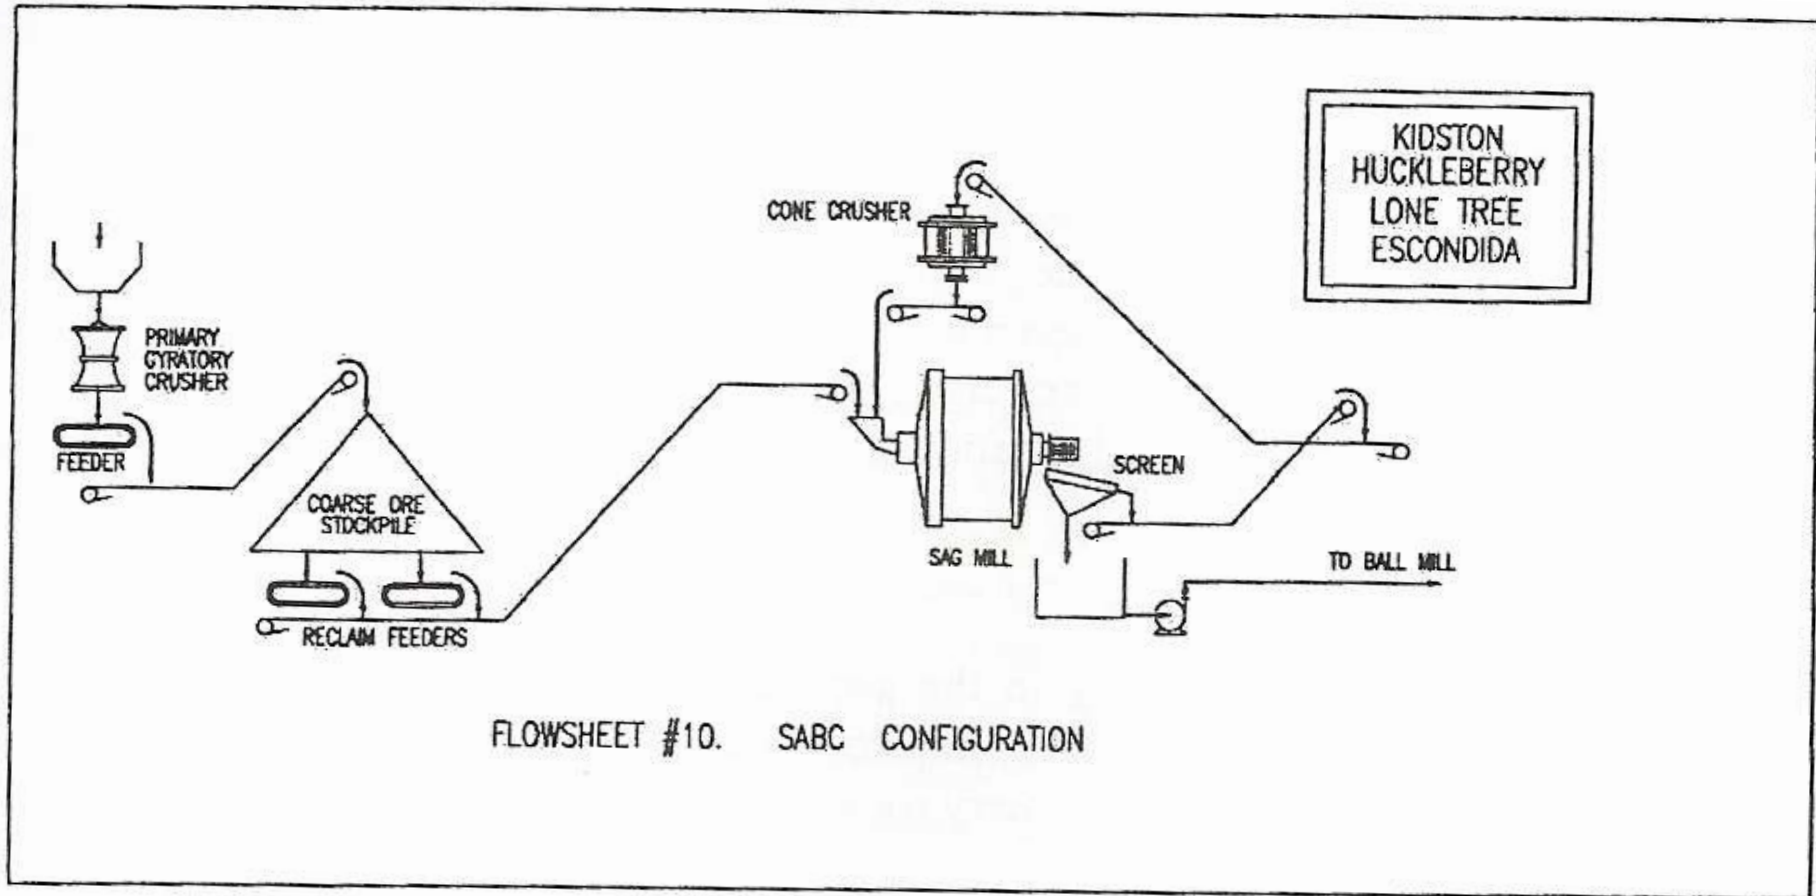 KIDSTON
HUCKLEBERRY
LONE TREE
ESCONDIDA
CONE CRUSHER
PRIMARY
GYRATORY
CRUSHER
FEEDER
SCREEN
COARSE ORE
STOCKPILE
SAG MILL
TO BALL MILL
RECLAIM FEEDERS
FLOWSHEET #10. SABC CONFIGURATION